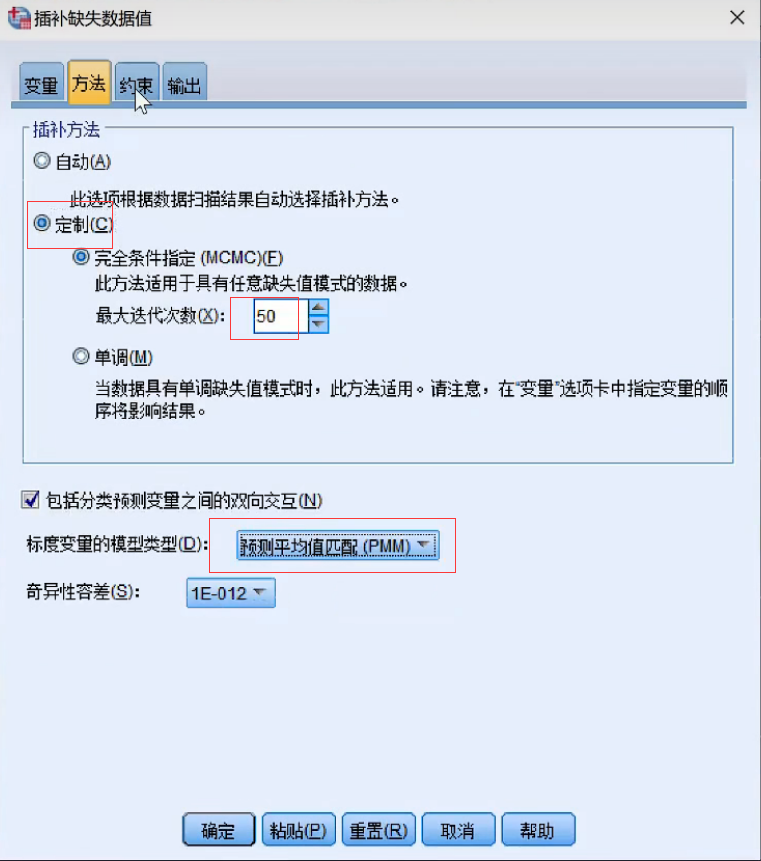 插补缺失数据值
变量 方法 约束 输出
插补方法
自动(A)
此选项根据数据扫描结果自动选择插补方法。
定制(C)
完全条件指定 (MCMC)(F)
此方法适用于具有任意缺失值模式的数据。
最大迭代次数(X): 50
单调(M)
当数据具有单调缺失值模式时，此方法适用。请注意，在“变量”选项卡中指定变量的顺
序将影响结果。
包括分类预测变量之间的双向交互(N)
标度变量的模型类型(D): 预测平均值匹配 (PMM)
奇异性容差(S): 1E-012
确定 粘贴(P) 重置(R) 取消 帮助